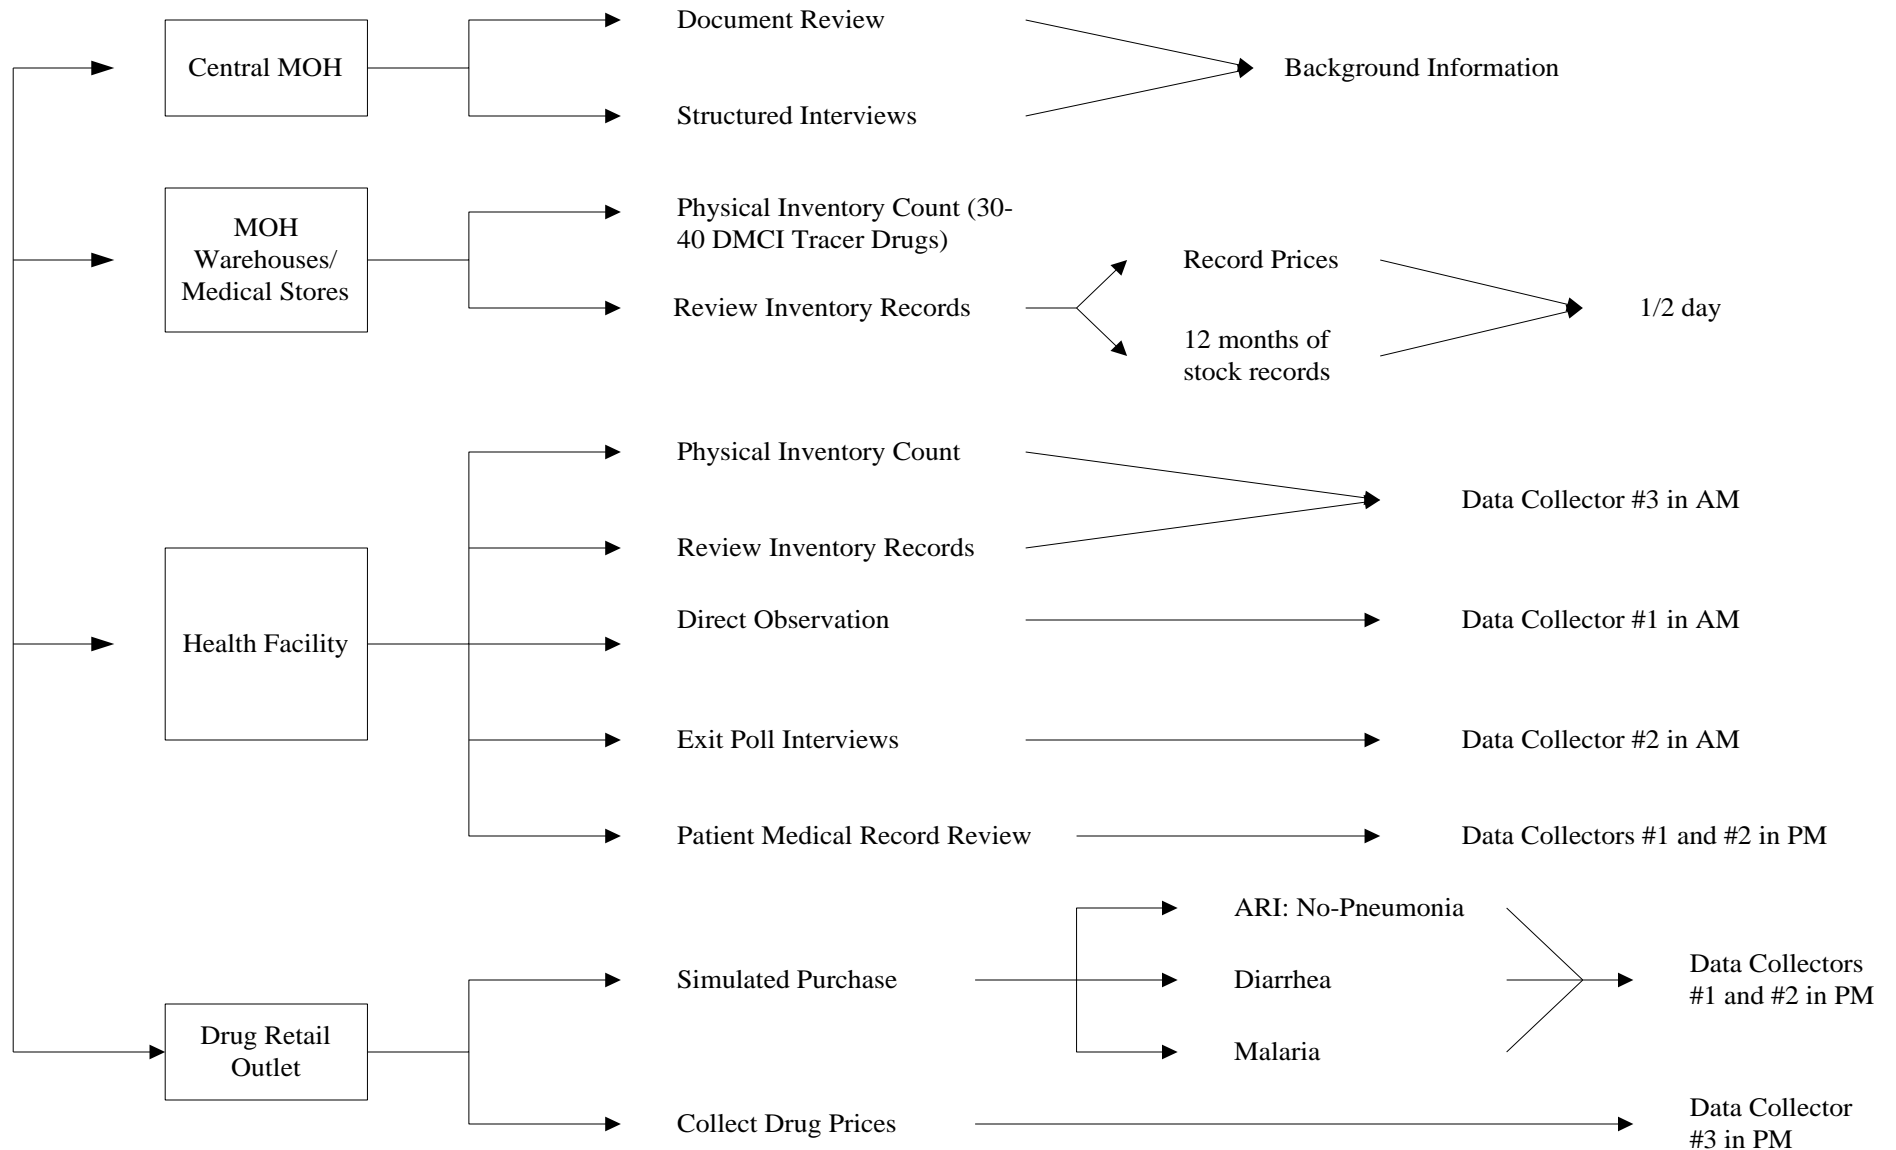 Central MOH
Document Review
Structured Interviews
Background Information
MOH
Warehouses/
Medical Stores
Physical Inventory Count (30-
40 DMCI Tracer Drugs)
Review Inventory Records
Record Prices
12 months of
stock records
1/2 day
Health Facility
Physical Inventory Count
Review Inventory Records
Data Collector #3 in AM
Direct Observation
Data Collector #1 in AM
Exit Poll Interviews
Data Collector #2 in AM
Patient Medical Record Review
Data Collectors #1 and #2 in PM
Drug Retail
Outlet
Simulated Purchase
ARI: No-Pneumonia
Diarrhea
Malaria
Data Collectors
#1 and #2 in PM
Collect Drug Prices
Data Collector
#3 in PM